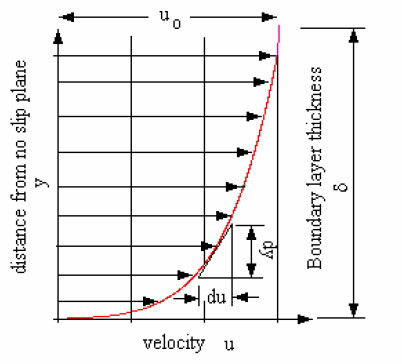 u₀
distance from no slip plane
y
Boundary layer thickness
δ
dy
du
velocity u